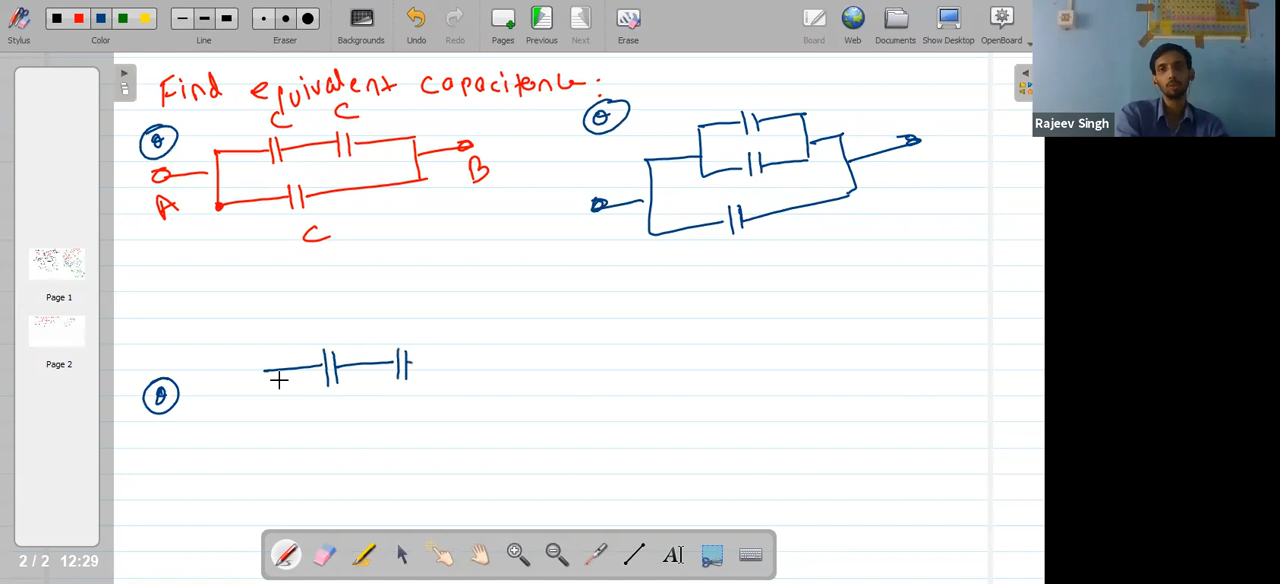 Stylus
Color
Line
Eraser
Backgrounds
Undo
Redo
Pages
Previous
Next
Erase
Board
Web
Documents
Show Desktop
OpenBoard
Rajeev Singh
Find equivalent capacitence:
Q
C C
A
B
C
Q
Q
Page 1
Page 2
2 / 2 12:29
A